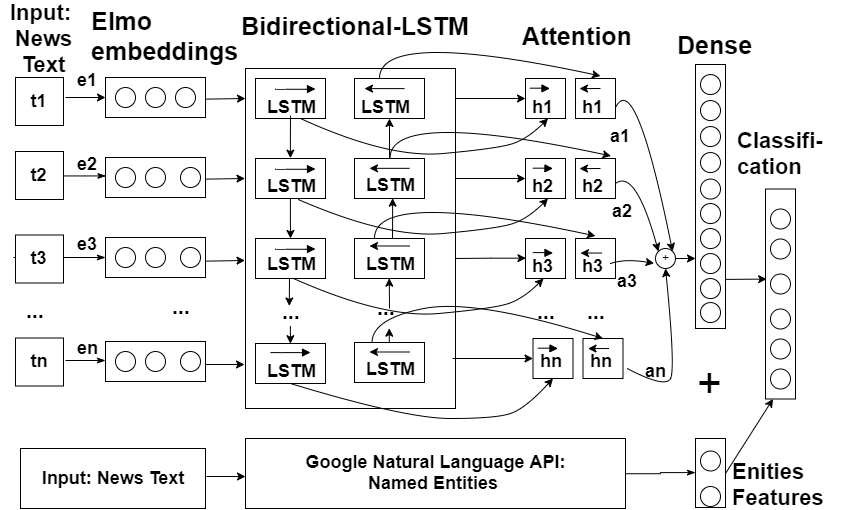 Input:
News
Text
Elmo
embeddings
Bidirectional-LSTM
Attention
Dense
Classifi-
cation
t1
e1
LSTM
LSTM
h1
h1
a1
t2
e2
LSTM
LSTM
h2
h2
a2
t3
e3
LSTM
LSTM
h3
h3
a3
+
...
...
...
...
...
...
tn
en
LSTM
LSTM
hn
hn
an
+
Input: News Text
Google Natural Language API:
Named Entities
Enities
Features